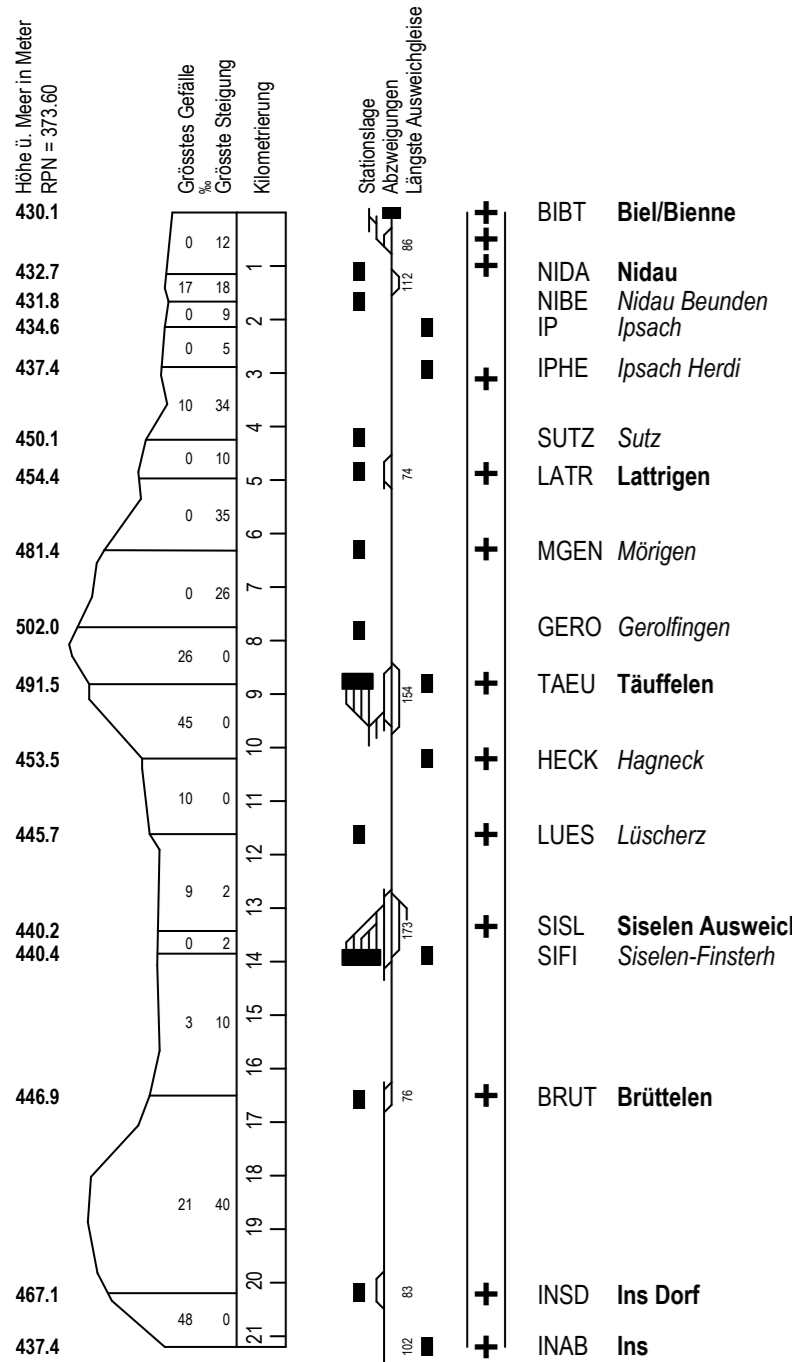 Höhe ü. Meer in Meter
RPN = 373.60
Grösstes Gefälle
‰
Grösste Steigung
Kilometrierung
Stationslage
Abzweigungen
Längste Ausweichgleise
430.1 BIBT Biel/Bienne
0 12 86
1
432.7 NIDA Nidau
17 18 112
431.8 NIBE Nidau Beunden
0 9 2
434.6 IP Ipsach
0 5
437.4 3 IPHE Ipsach Herdi
10 34
4
450.1 SUTZ Sutz
0 10
454.4 5 74 LATR Lattrigen
0 35
6
481.4 MGEN Mörigen
0 26 7
502.0 8 GERO Gerolfingen
26 0
491.5 9 154 TAEU Täuffelen
45 0
10
453.5 HECK Hagneck
10 0 11
445.7 12 LUES Lüscherz
9 2
13
440.2 173 SISL Siselen Ausweich
0 2
440.4 14 SIFI Siselen-Finsterh
3 10 15
16
446.9 76 BRUT Brüttelen
17
18
21 40
19
20
467.1 83 INSD Ins Dorf
48 0
21
437.4 102 INAB Ins